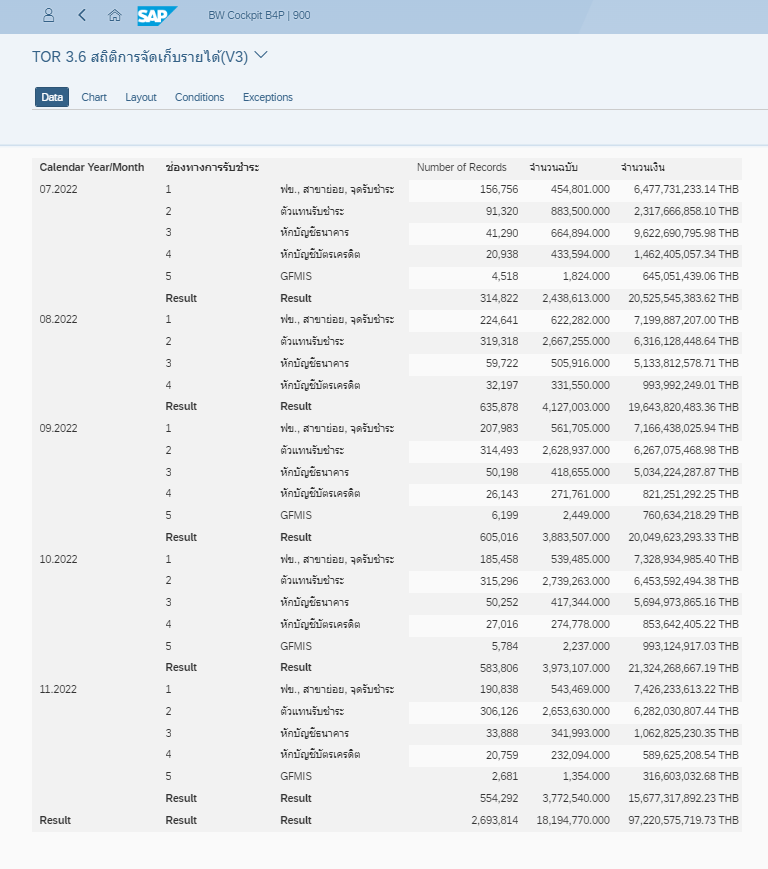 SAP BW Cockpit B4P | 900
TOR 3.6 สถิติการจัดเก็บรายได้(V3)
Data Chart Layout Conditions Exceptions
Calendar Year/Month ช่องทางการรับชำระ Number of Records จำนวนฉบับ จำนวนเงิน
07.2022 1 ฟข., สาขาย่อย, จุดรับชำระ 156,756 454,801.000 6,477,731,233.14 THB
2 ตัวแทนรับชำระ 91,320 883,500.000 2,317,666,858.10 THB
3 หักบัญชีธนาคาร 41,290 664,894.000 9,622,690,795.98 THB
4 หักบัญชีบัตรเครดิต 20,938 433,594.000 1,462,405,057.34 THB
5 GFMIS 4,518 1,824.000 645,051,439.06 THB
Result Result 314,822 2,438,613.000 20,525,545,383.62 THB
08.2022 1 ฟข., สาขาย่อย, จุดรับชำระ 224,641 622,282.000 7,199,887,207.00 THB
2 ตัวแทนรับชำระ 319,318 2,667,255.000 6,316,128,448.64 THB
3 หักบัญชีธนาคาร 59,722 505,916.000 5,133,812,578.71 THB
4 หักบัญชีบัตรเครดิต 32,197 331,550.000 993,992,249.01 THB
Result Result 635,878 4,127,003.000 19,643,820,483.36 THB
09.2022 1 ฟข., สาขาย่อย, จุดรับชำระ 207,983 561,705.000 7,166,438,025.94 THB
2 ตัวแทนรับชำระ 314,493 2,628,937.000 6,267,075,468.98 THB
3 หักบัญชีธนาคาร 50,198 418,655.000 5,034,224,287.87 THB
4 หักบัญชีบัตรเครดิต 26,143 271,761.000 821,251,292.25 THB
5 GFMIS 6,199 2,449.000 760,634,218.29 THB
Result Result 605,016 3,883,507.000 20,049,623,293.33 THB
10.2022 1 ฟข., สาขาย่อย, จุดรับชำระ 185,458 539,485.000 7,328,934,985.40 THB
2 ตัวแทนรับชำระ 315,296 2,739,263.000 6,453,592,494.38 THB
3 หักบัญชีธนาคาร 50,252 417,344.000 5,694,973,865.16 THB
4 หักบัญชีบัตรเครดิต 27,016 274,778.000 853,642,405.22 THB
5 GFMIS 5,784 2,237.000 993,124,917.03 THB
Result Result 583,806 3,973,107.000 21,324,268,667.19 THB
11.2022 1 ฟข., สาขาย่อย, จุดรับชำระ 190,838 543,469.000 7,426,233,613.22 THB
2 ตัวแทนรับชำระ 306,126 2,653,630.000 6,282,030,807.44 THB
3 หักบัญชีธนาคาร 33,888 341,993.000 1,062,825,230.35 THB
4 หักบัญชีบัตรเครดิต 20,759 232,094.000 589,625,208.54 THB
5 GFMIS 2,681 1,354.000 316,603,032.68 THB
Result Result 554,292 3,772,540.000 15,677,317,892.23 THB
Result Result Result 2,693,814 18,194,770.000 97,220,575,719.73 THB